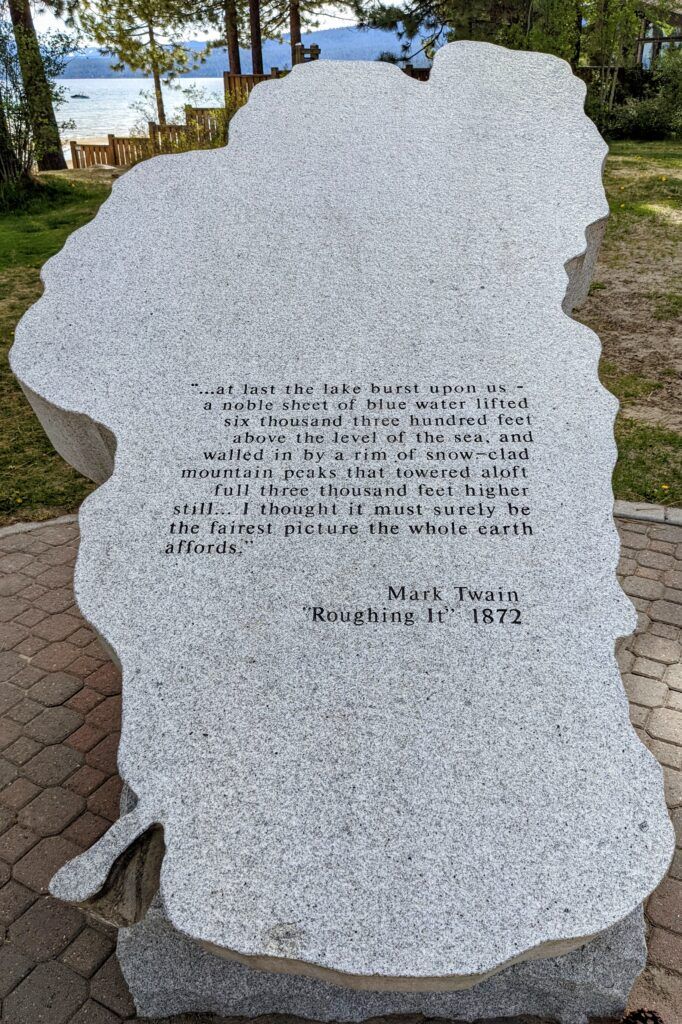 "...at last the lake burst upon us -
a noble sheet of blue water lifted
six thousand three hundred feet
above the level of the sea, and
walled in by a rim of snow-clad
mountain peaks that towered aloft
full three thousand feet higher
still... I thought it must surely be
the fairest picture the whole earth
affords."
Mark Twain
"Roughing It" 1872